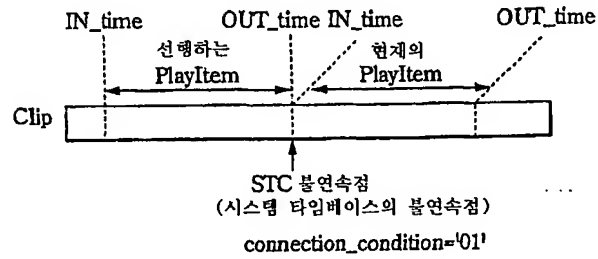 IN_time OUT_time IN_time OUT_time
선행하는 현재의
PlayItem PlayItem
Clip
STC 불연속점
(시스템 타임베이스의 불연속점)
...
connection_condition='01'